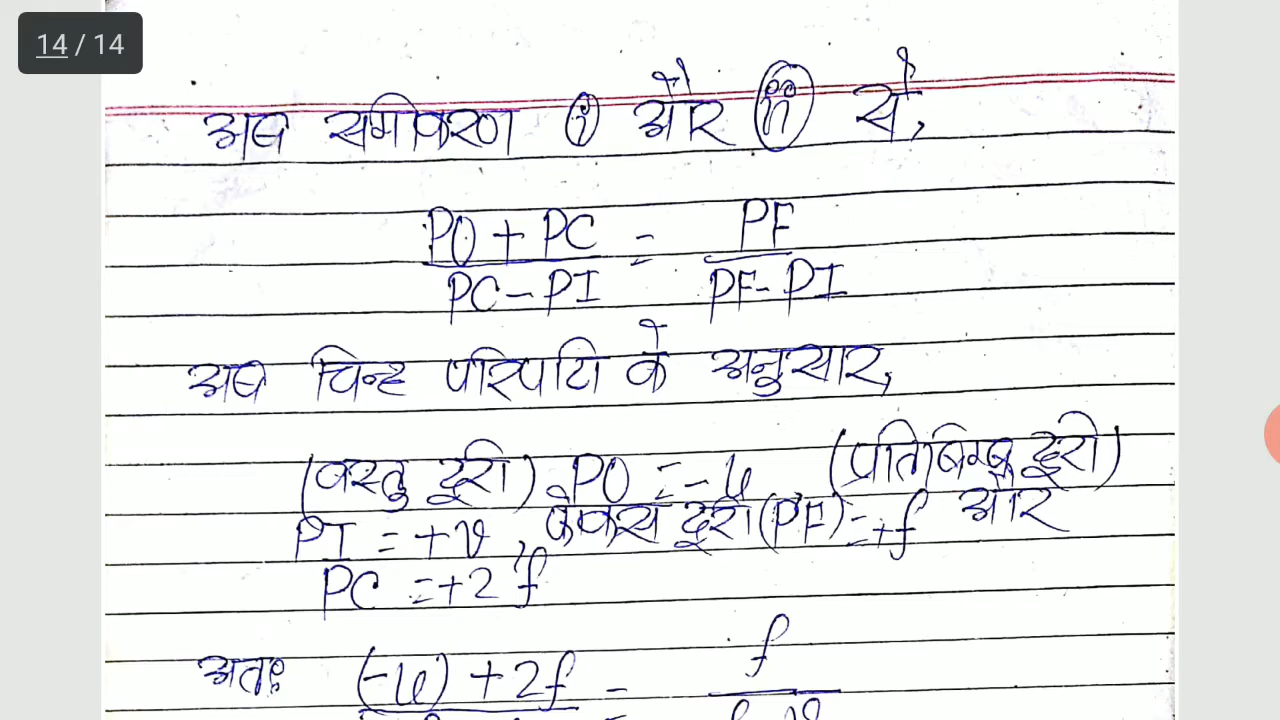 14 / 14
अब समीकरण (i) और (iii) से,
PO + PC / PC - PI = PF / PF - PI
अब चिन्ह परिपाटी के अनुसार,
(वस्तु दूरी) PO = -u (प्रतिबिम्ब दूरी)
PI = +v, फोकस दूरी (PF) = +f और
PC = +2f
अतः (-u) + 2f = f